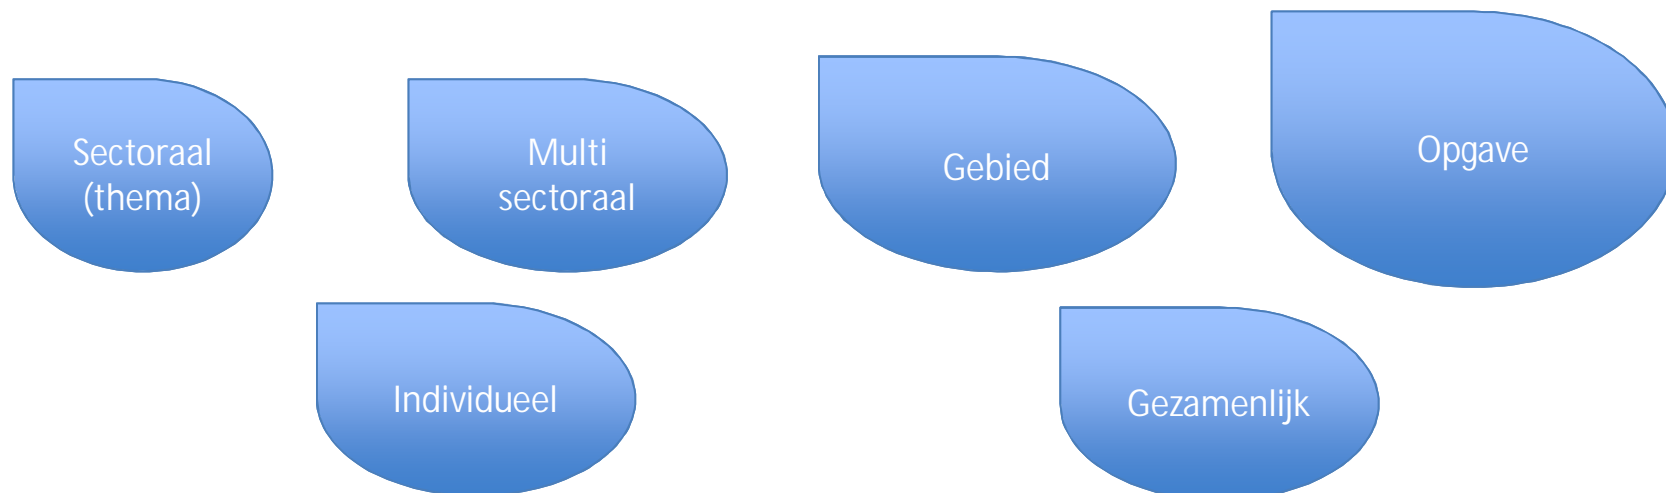 Sectoraal
(thema)
Multi
sectoraal
Gebied
Opgave
Individueel
Gezamenlijk